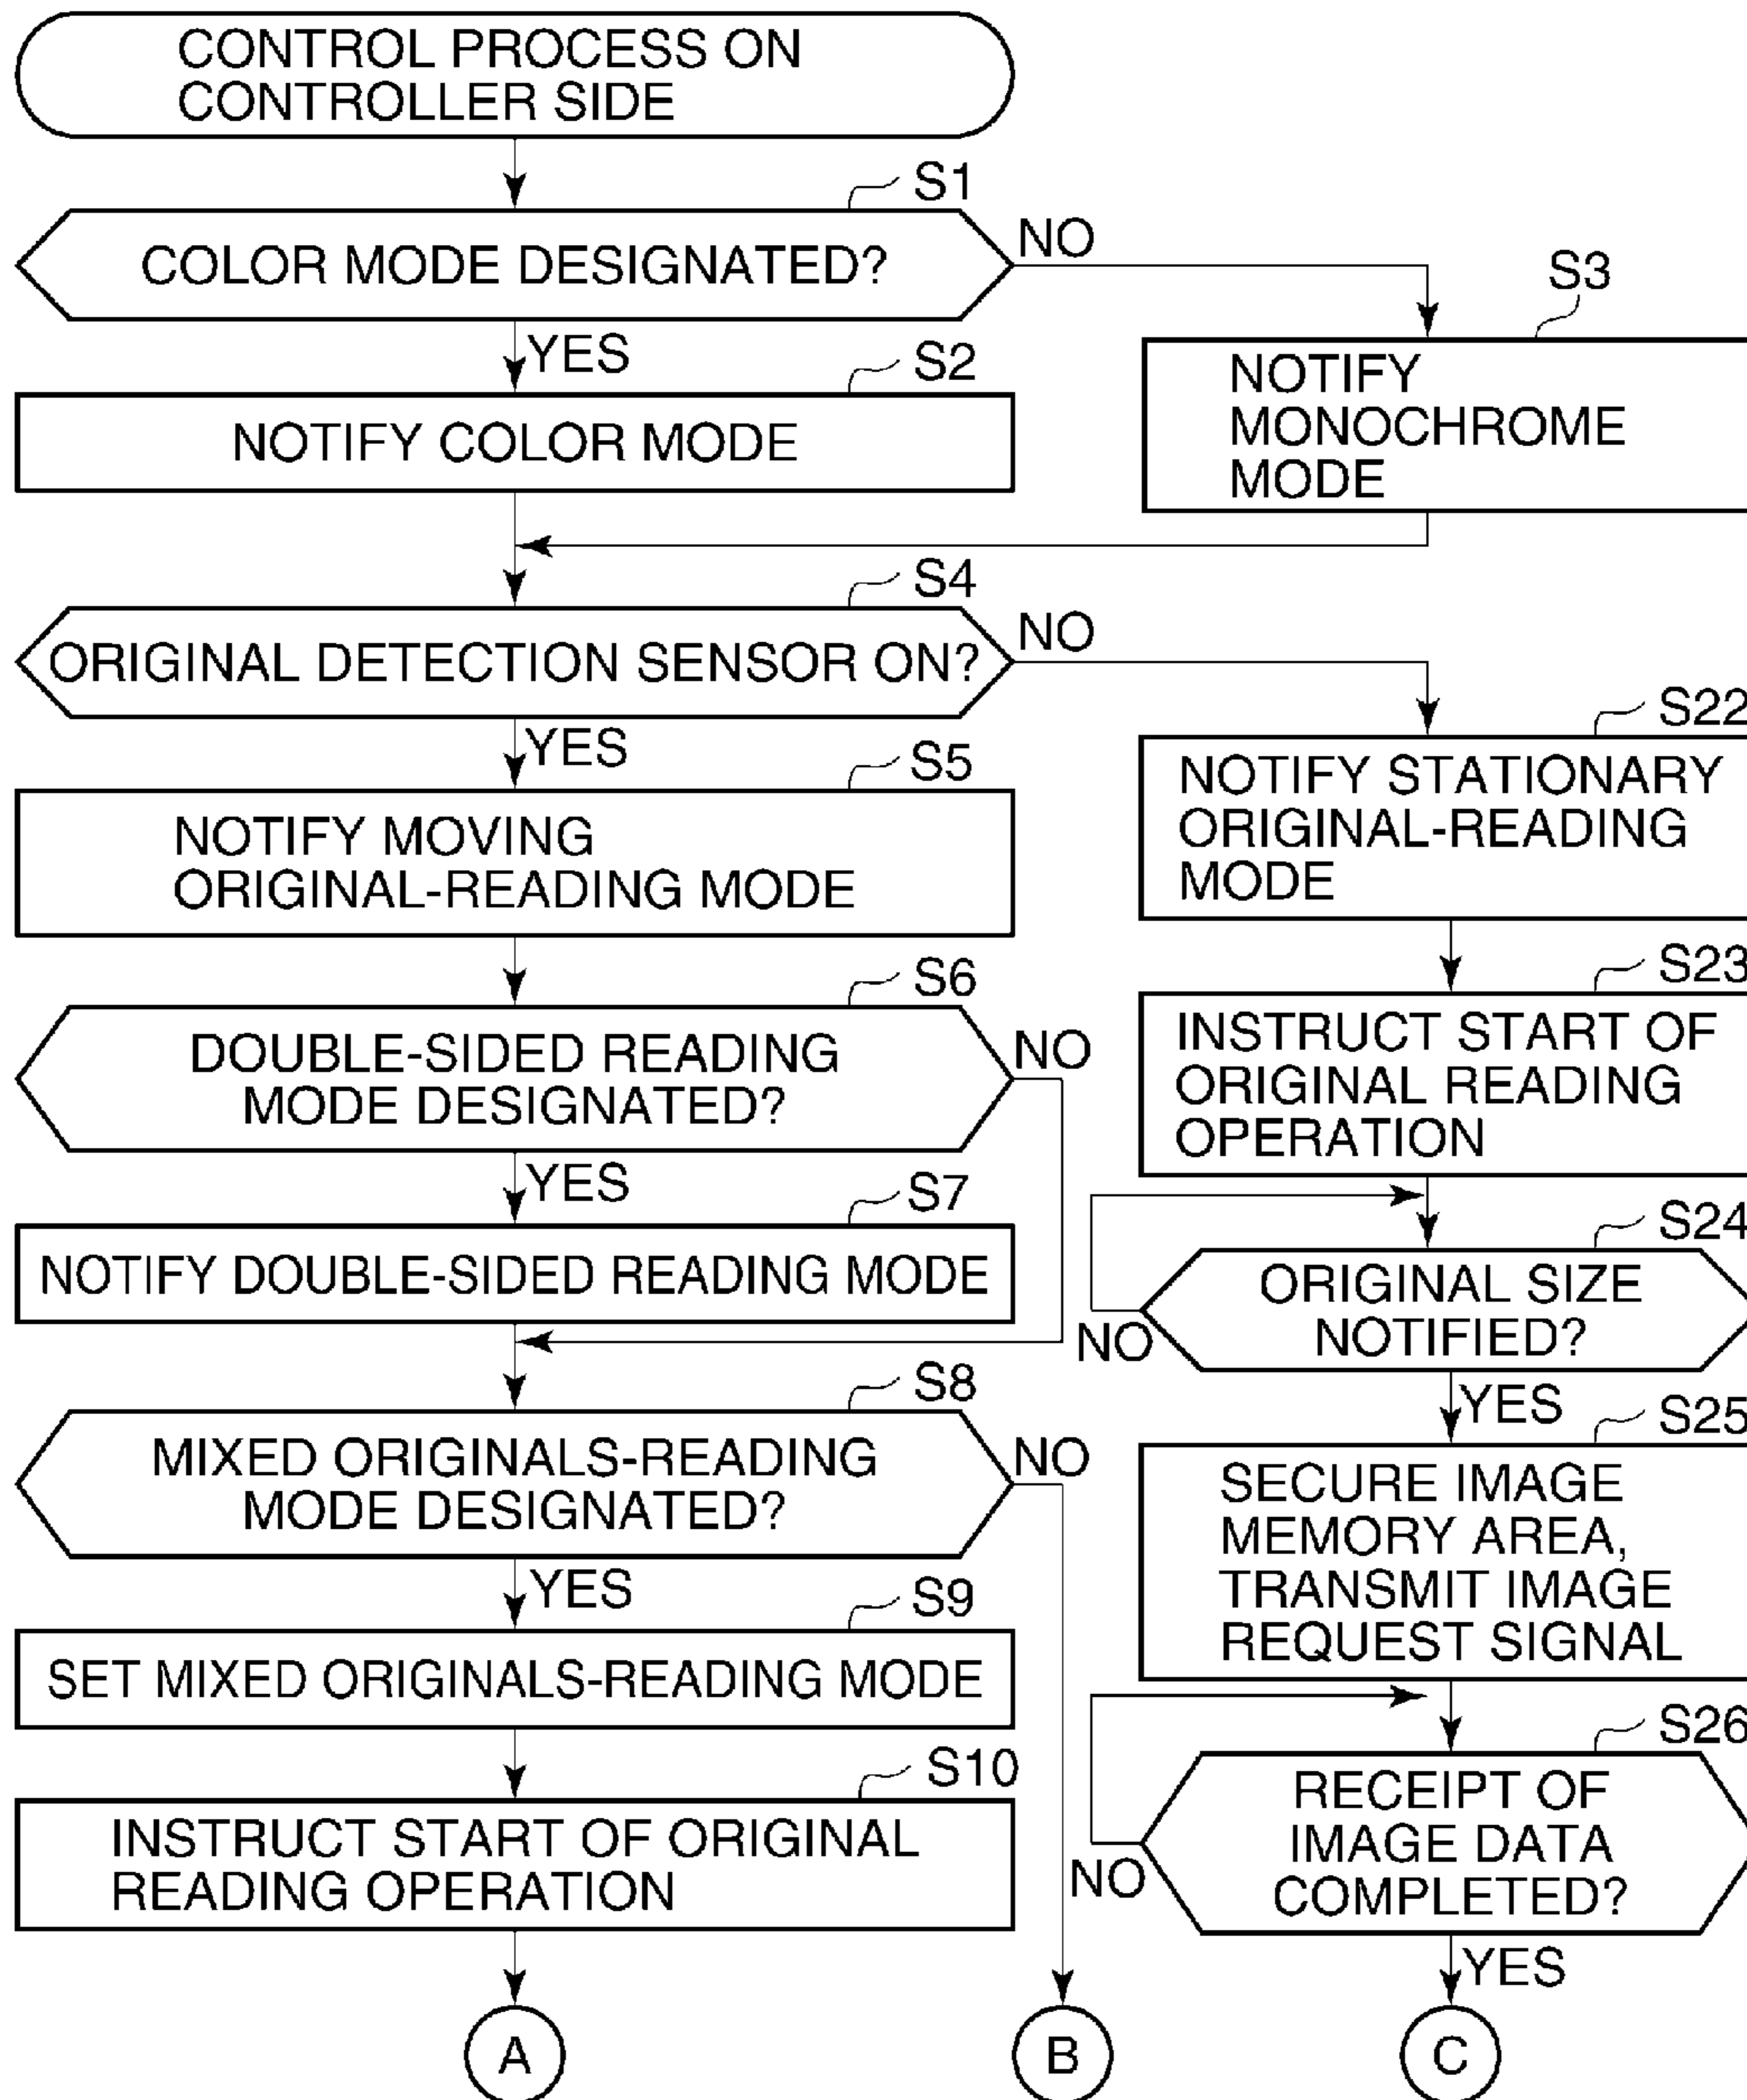 CONTROL PROCESS ON
CONTROLLER SIDE
S1
COLOR MODE DESIGNATED?
NO
YES
S2
NOTIFY COLOR MODE
S3
NOTIFY
MONOCHROME
MODE
S4
ORIGINAL DETECTION SENSOR ON?
NO
YES
S5
NOTIFY MOVING
ORIGINAL-READING MODE
S6
DOUBLE-SIDED READING
MODE DESIGNATED?
NO
YES
S7
NOTIFY DOUBLE-SIDED READING MODE
S8
MIXED ORIGINALS-READING
MODE DESIGNATED?
NO
YES
S9
SET MIXED ORIGINALS-READING MODE
S10
INSTRUCT START OF ORIGINAL
READING OPERATION
A
B
S22
NOTIFY STATIONARY
ORIGINAL-READING
MODE
S23
INSTRUCT START OF
ORIGINAL READING
OPERATION
S24
ORIGINAL SIZE
NOTIFIED?
NO
YES
S25
SECURE IMAGE
MEMORY AREA,
TRANSMIT IMAGE
REQUEST SIGNAL
S26
RECEIPT OF
IMAGE DATA
COMPLETED?
NO
YES
C